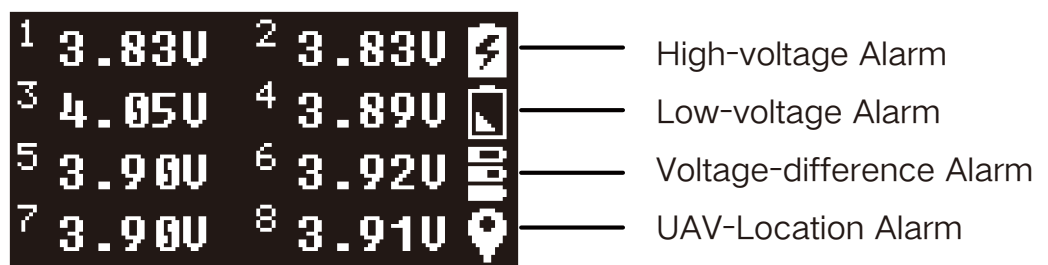 1 3.83V 2 3.83V High-voltage Alarm
3 4.05V 4 3.89V Low-voltage Alarm
5 3.90V 6 3.92V Voltage-difference Alarm
7 3.90V 8 3.91V UAV-Location Alarm